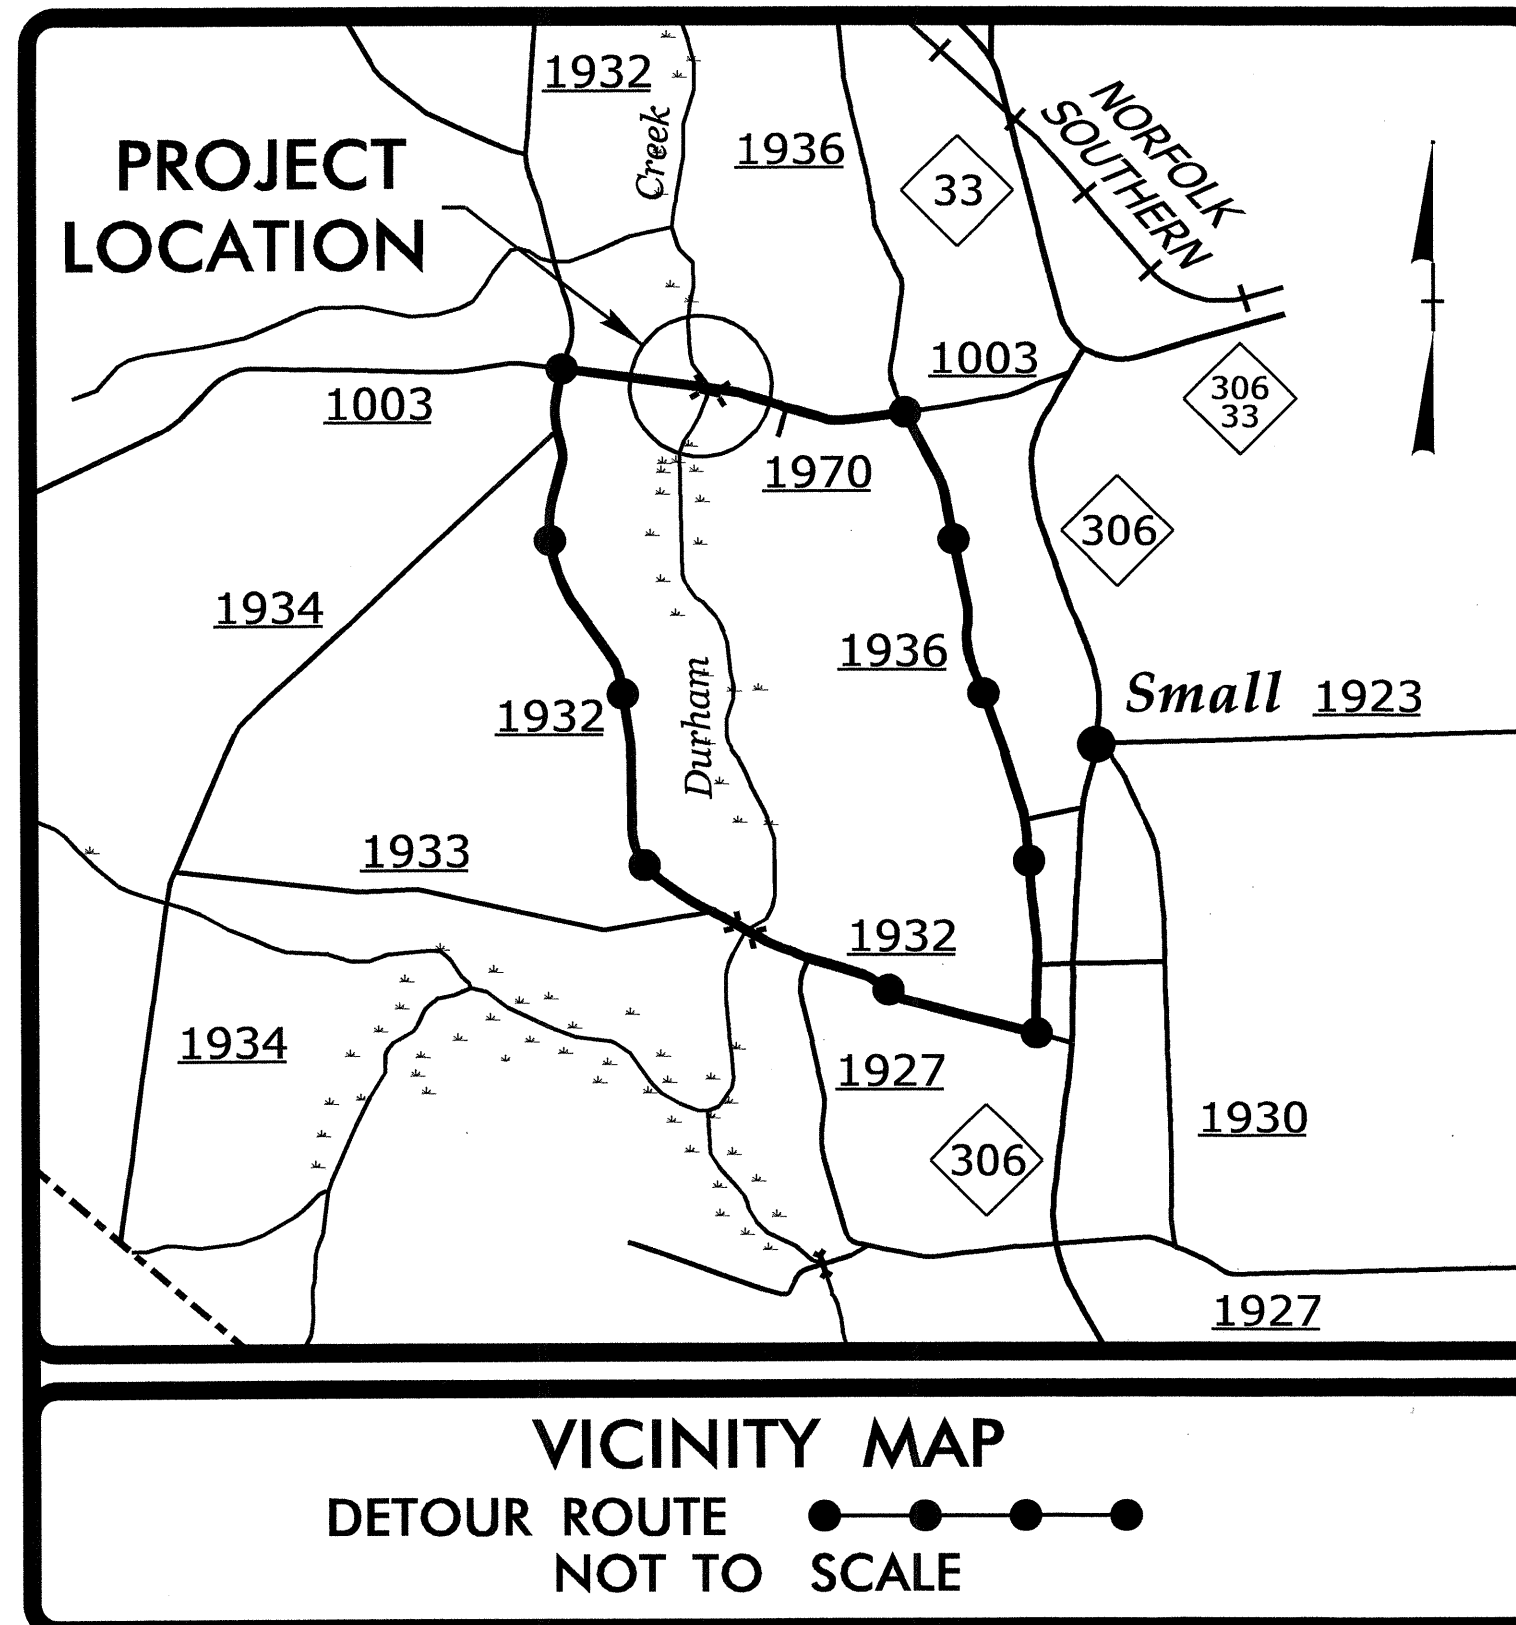 1932
Creek
1936
PROJECT
LOCATION
33
NORFOLK
SOUTHERN
1003
1003
306
33
1970
306
1934
1936
Small 1923
1932
Durham
1933
1932
1934
1927
306
1930
1927
VICINITY MAP
DETOUR ROUTE
NOT TO SCALE